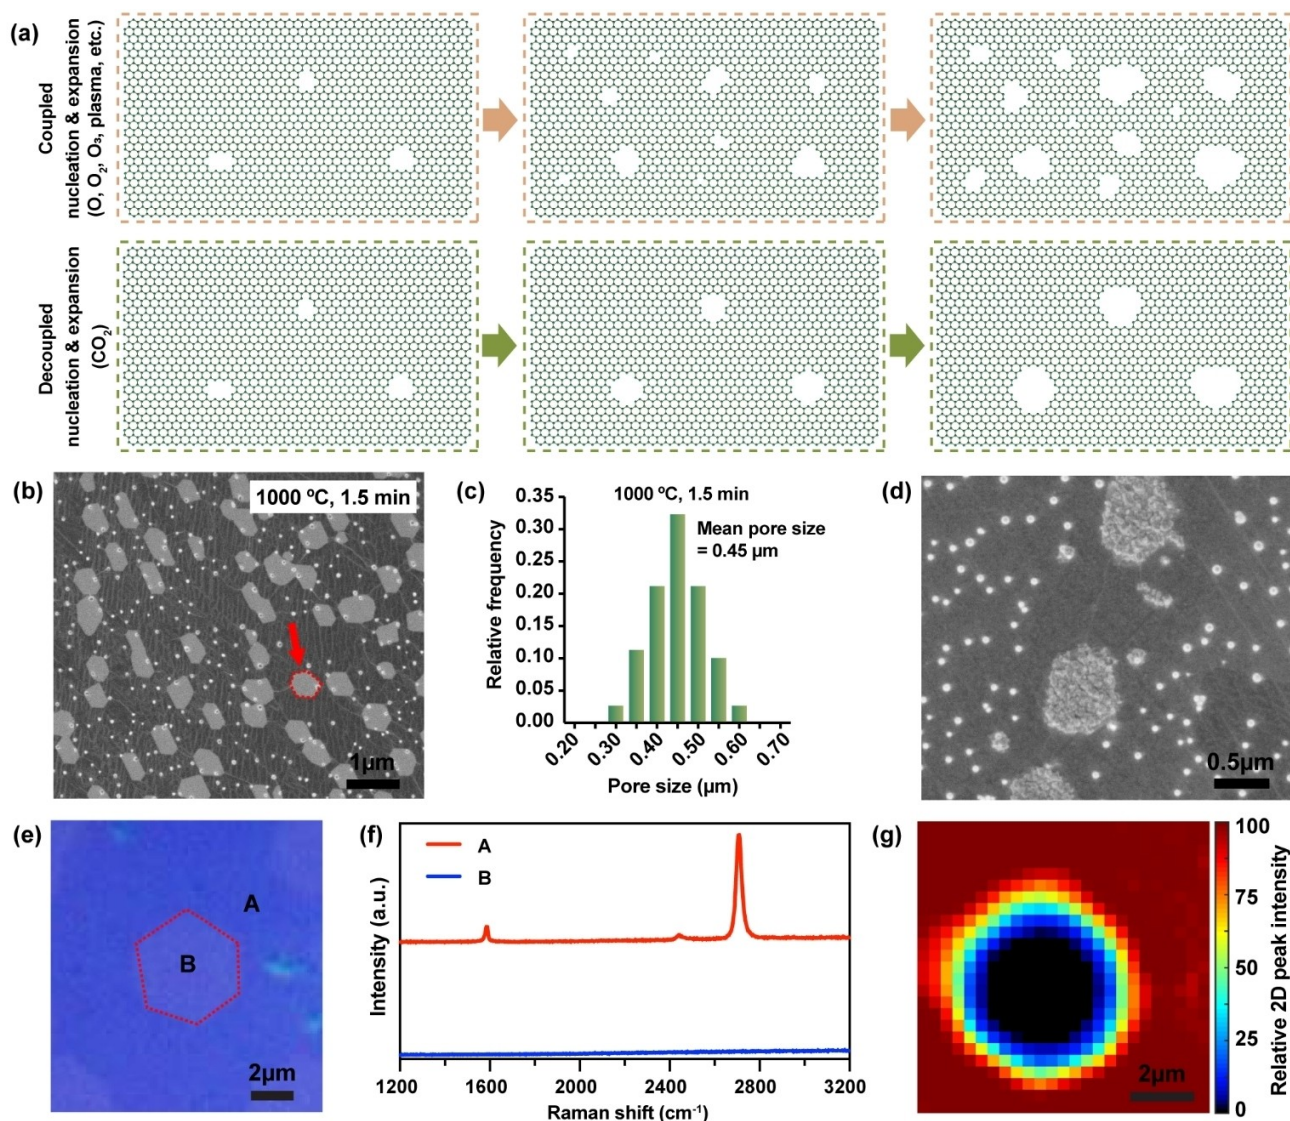 (a)
Coupled
nucleation & expansion
(O, O₂, O₃, plasma, etc.)
Decoupled
nucleation & expansion
(CO₂)
(b)
1000 ºC, 1.5 min
1µm
(c)
1000 ºC, 1.5 min
Mean pore size
= 0.45 µm
Relative frequency
0.35
0.30
0.25
0.20
0.15
0.10
0.05
0.00
0.20
0.30
0.40
0.50
0.60
0.70
Pore size (µm)
(d)
0.5µm
(e)
A
B
2µm
(f)
A
B
Intensity (a.u.)
1200 1600 2000 2400 2800 3200
Raman shift (cm⁻¹)
(g)
2µm
100
75
50
25
0
Relative 2D peak intensity